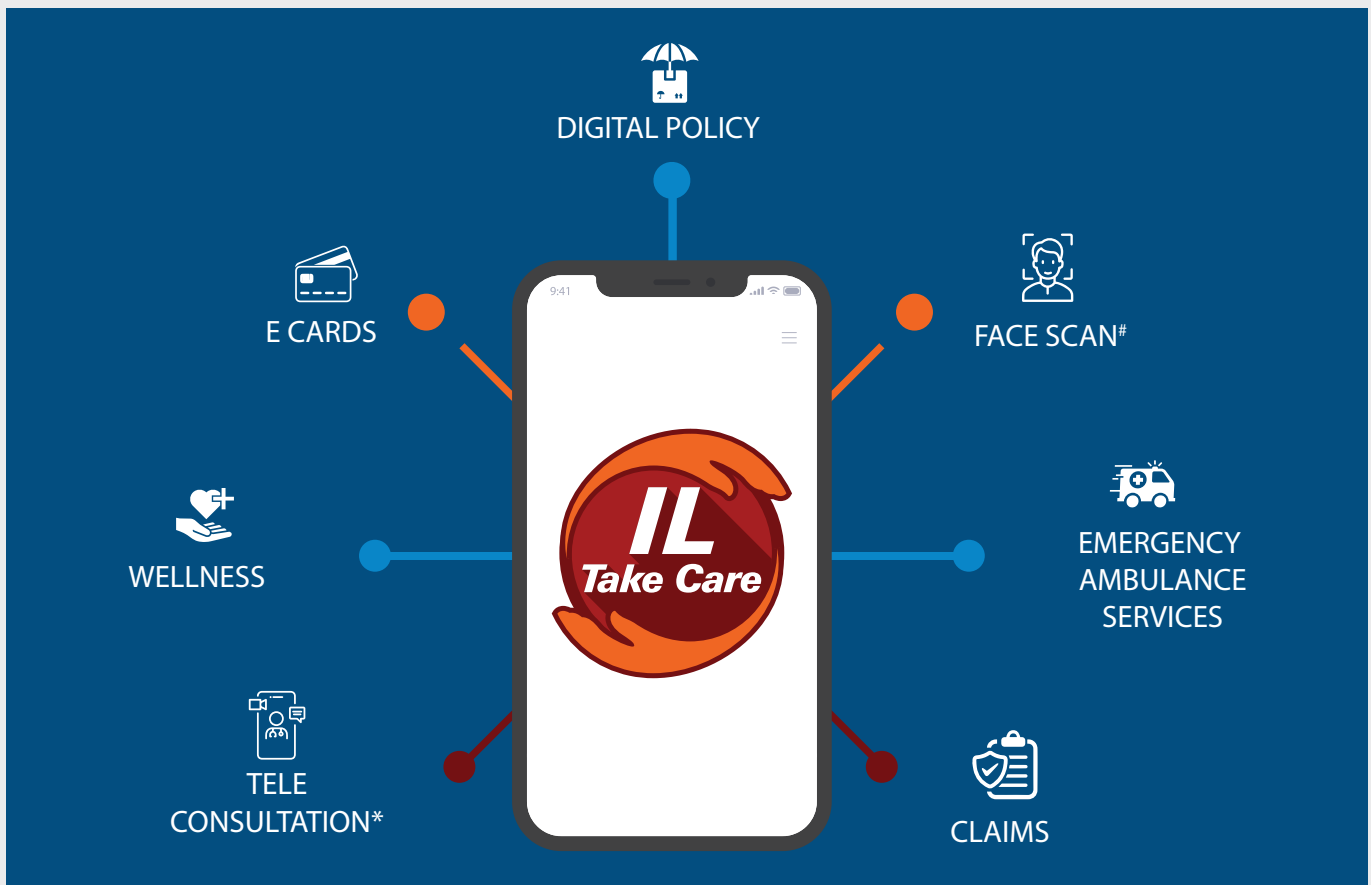 DIGITAL POLICY
E CARDS
FACE SCAN#
9:41
IL
Take Care
WELLNESS
EMERGENCY
AMBULANCE
SERVICES
TELE
CONSULTATION*
CLAIMS